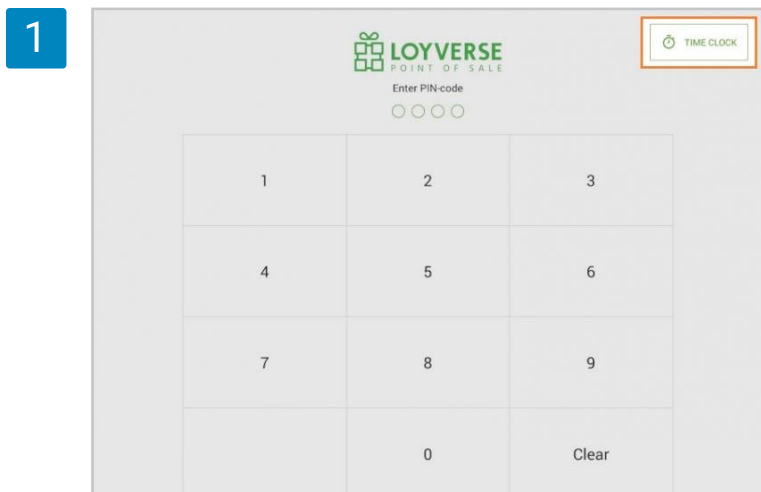 1
LOYVERSE
POINT OF SALE
TIME CLOCK
Enter PIN-code
1 2 3
4 5 6
7 8 9
0 Clear